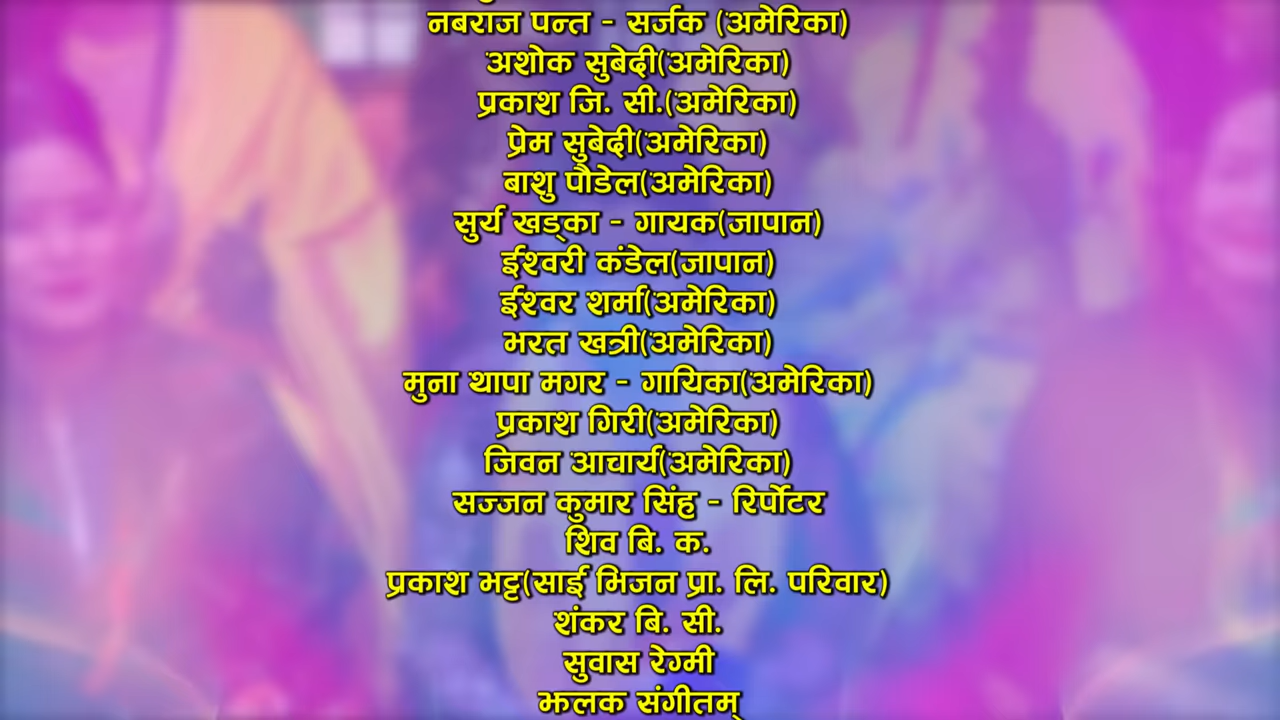 नबराज पन्त - सर्जक (अमेरिका)
अशोक सुबेदी(अमेरिका)
प्रकाश जि. सी.(अमेरिका)
प्रेम सुबेदी(अमेरिका)
बाशु पौडेल(अमेरिका)
सुर्य खड्का - गायक(जापान)
ईश्वरी कंडेल(जापान)
ईश्वर शर्मा(अमेरिका)
भरत खत्री(अमेरिका)
मुना थापा मगर - गायिका(अमेरिका)
प्रकाश गिरी(अमेरिका)
जिवन आचार्य(अमेरिका)
सज्जन कुमार सिंह - रिर्पोटर
शिव बि. क.
प्रकाश भट्ट(साई भिजन प्रा. लि. परिवार)
शंकर बि. सी.
सुवास रेग्मी
झलक संगीतम्